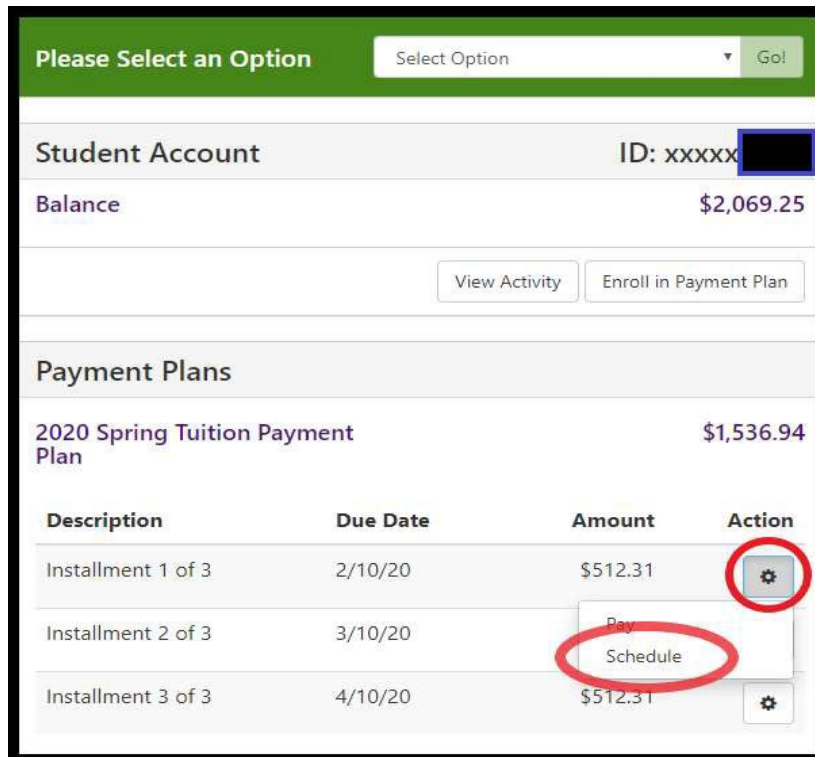 Please Select an Option Select Option Go!
Student Account ID: xxxxx
Balance $2,069.25
View Activity Enroll in Payment Plan
Payment Plans
2020 Spring Tuition Payment $1,536.94
Plan
Description Due Date Amount Action
Installment 1 of 3 2/10/20 $512.31
Pay
Installment 2 of 3 3/10/20
Schedule
Installment 3 of 3 4/10/20 $512.31